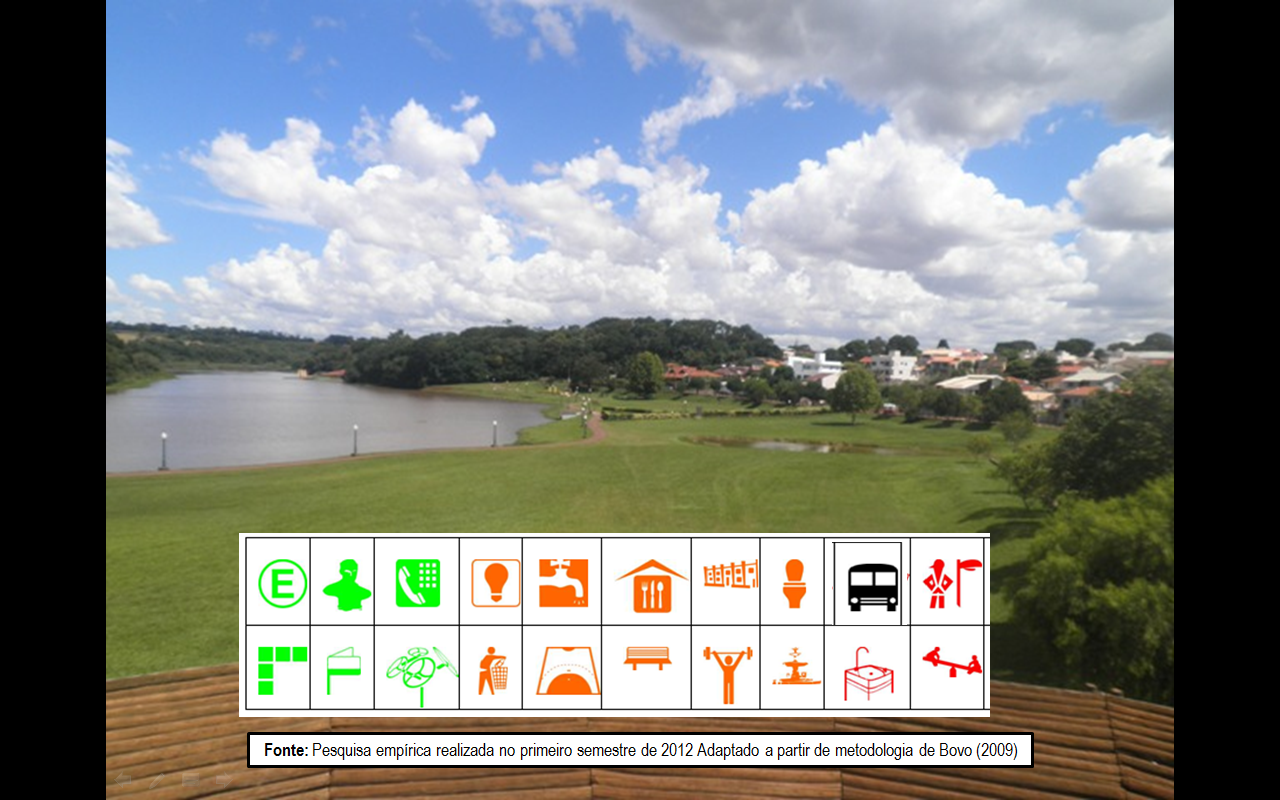 E
Fonte: Pesquisa empírica realizada no primeiro semestre de 2012 Adaptado a partir de metodologia de Bovo (2009)